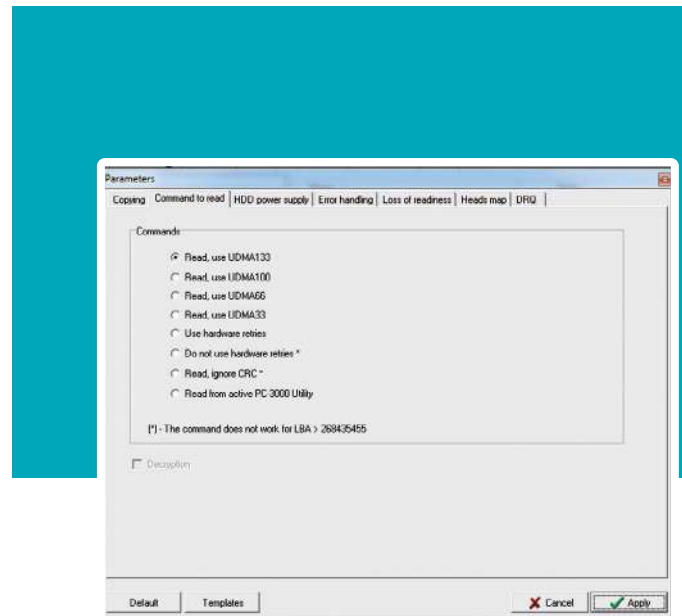 Parameters
Copying Command to read HDD power supply Error handling Loss of readiness Heads map DRQ
Commands
Read, use UDMA133
Read, use UDMA100
Read, use UDMA66
Read, use UDMA33
Use hardware retries
Do not use hardware retries *
Read, ignore CRC *
Read from active PC-3000 Utility
(*) - The command does not work for LBA > 268435455
Decryption
Default Templates Cancel Apply